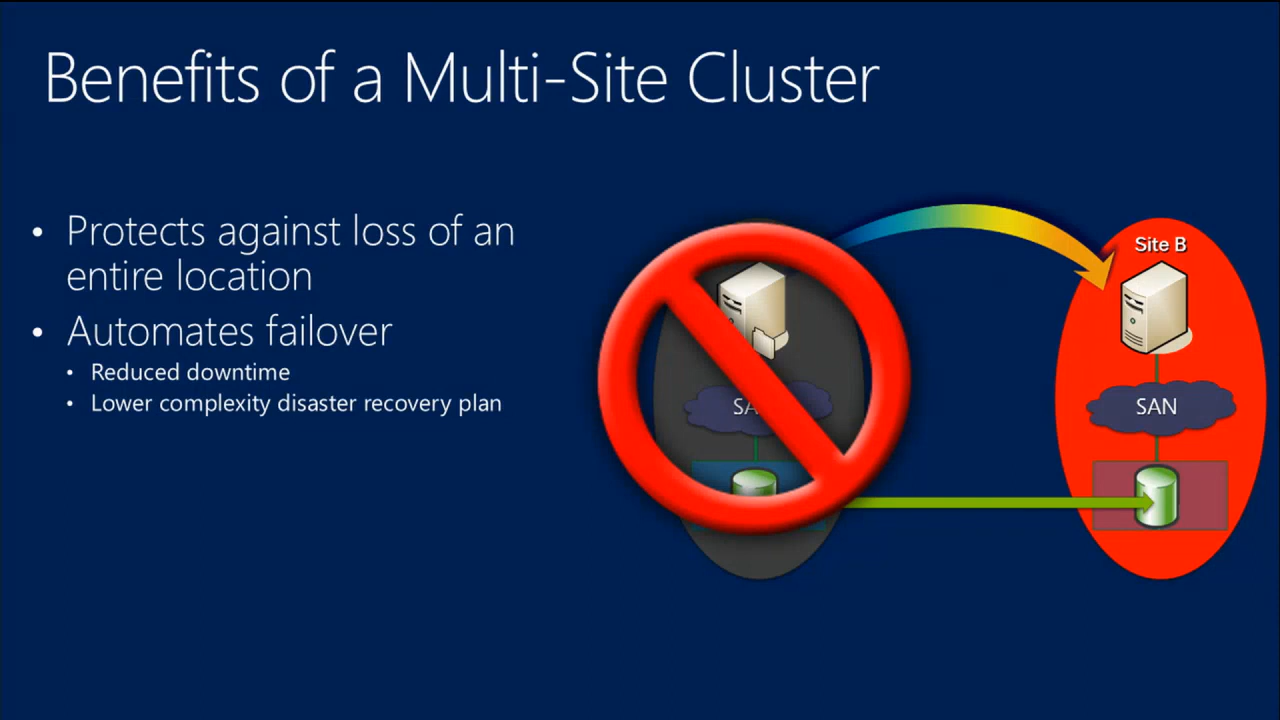 Benefits of a Multi-Site Cluster
• Protects against loss of an
entire location
• Automates failover
• Reduced downtime
• Lower complexity disaster recovery plan
Site B
SAN